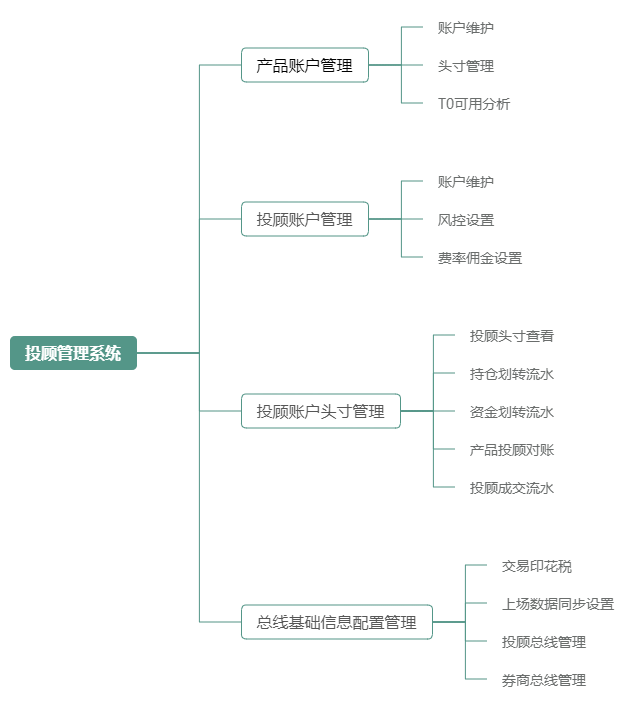 投顾管理系统
产品账户管理
账户维护
头寸管理
T0可用分析
投顾账户管理
账户维护
风控设置
费率佣金设置
投顾账户头寸管理
投顾头寸查看
持仓划转流水
资金划转流水
产品投顾对账
投顾成交流水
总线基础信息配置管理
交易印花税
上场数据同步设置
投顾总线管理
券商总线管理